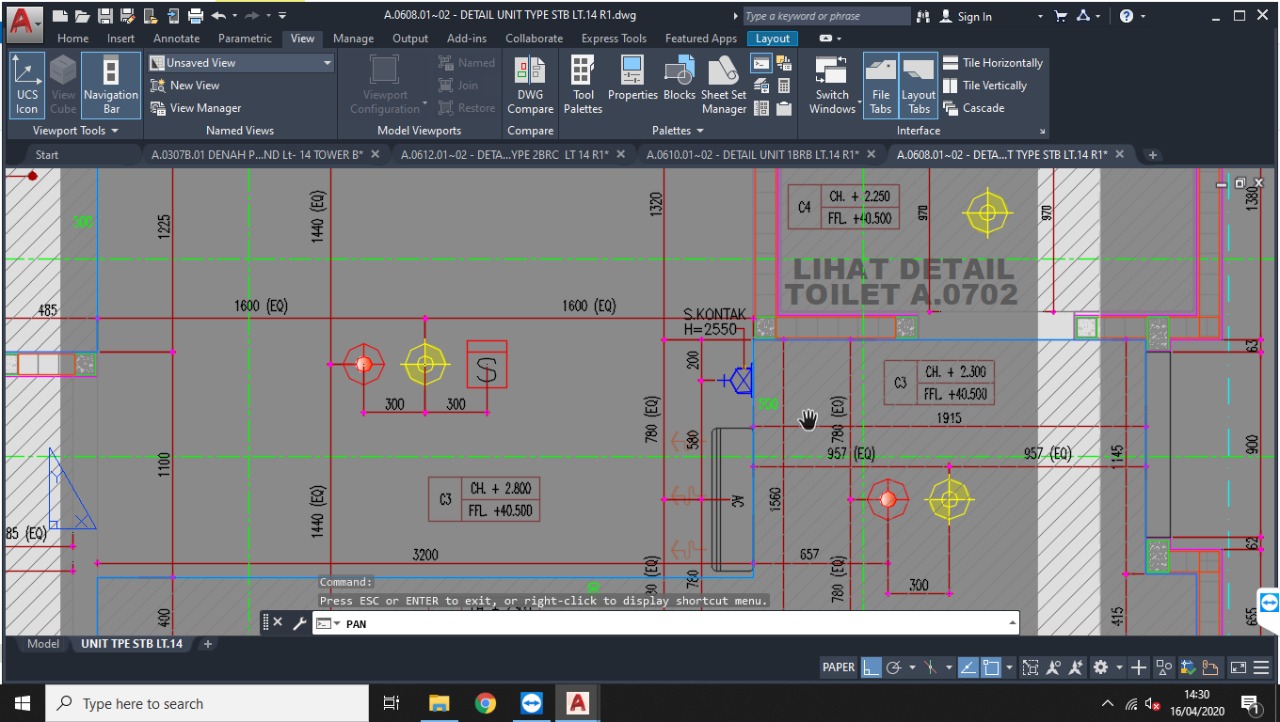 A.0608.01~02 - DETAIL UNIT TYPE STB LT.14 R1.dwg
Type a keyword or phrase
Sign In
Home
Insert
Annotate
Parametric
View
Manage
Output
Add-ins
Collaborate
Express Tools
Featured Apps
Layout
UCS Icon
View Cube
Navigation Bar
Viewport Tools
Unsaved View
New View
View Manager
Named Views
Viewport Configuration
Named
Join
Restore
Model Viewports
DWG Compare
Compare
Tool Palettes
Properties
Blocks
Sheet Set Manager
Palettes
Switch Windows
File Tabs
Layout Tabs
Tile Horizontally
Tile Vertically
Cascade
Interface
Start
A.0307B.01 DENAH P...ND Lt- 14 TOWER B*
A.0612.01~02 - DETA...YPE 2BRC LT 14 R1*
A.0610.01~02 - DETAIL UNIT 1BRB LT.14 R1*
A.0608.01~02 - DETA...T TYPE STB LT.14 R1*
1225
1440 (EQ)
1320
C4
CH. + 2.250
FFL. +40.500
970
970
1380
LIHAT DETAIL
TOILET A.0702
485
1600 (EQ)
1600 (EQ)
S.KONTAK
H=2550
S
300
300
200
C3
CH. + 2.300
FFL. +40.500
1915
780 (EQ)
580
780 (EQ)
957 (EQ)
957 (EQ)
1145
900
63
1100
1440 (EQ)
C3
CH. + 2.800
FFL. +40.500
AC
1560
85 (EQ)
3200
657
300
780
780 (EQ)
62
400
415
655
Command:
Press ESC or ENTER to exit, or right-click to display shortcut menu.
PAN
Model
UNIT TPE STB LT.14
PAPER
Type here to search
14:30
16/04/2020
1